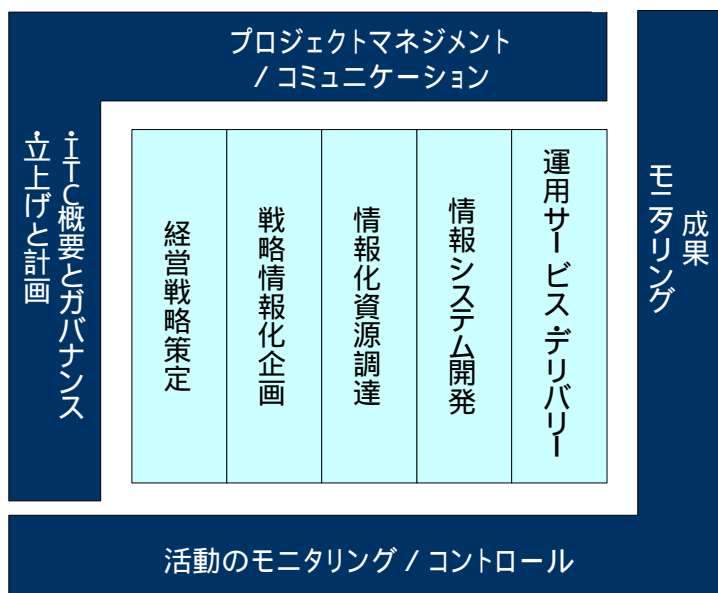 プロジェクトマネジメント
/ コミュニケーション
・ITC概要とガバナンス
・立上げと計画
経営戦略策定
戦略情報化企画
情報化資源調達
情報システム開発
運用サービス・デリバリー
成果
モニタリング
活動のモニタリング / コントロール